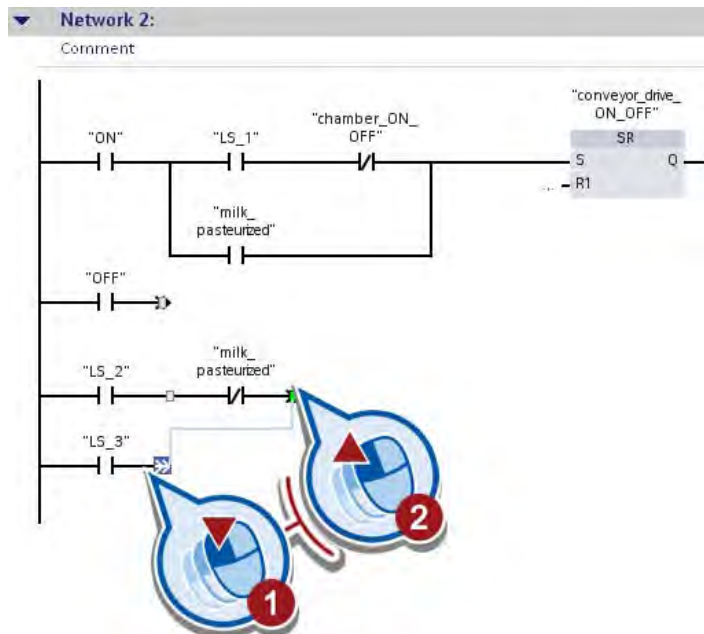 Network 2:
Comment
"conveyor_drive_
ON_OFF"
"chamber_ON_
OFF"
"ON"
"LS_1"
SR
S
Q
R1
"milk_
pasteurized"
"OFF"
"milk_
pasteurized"
"LS_2"
"LS_3"
2
1